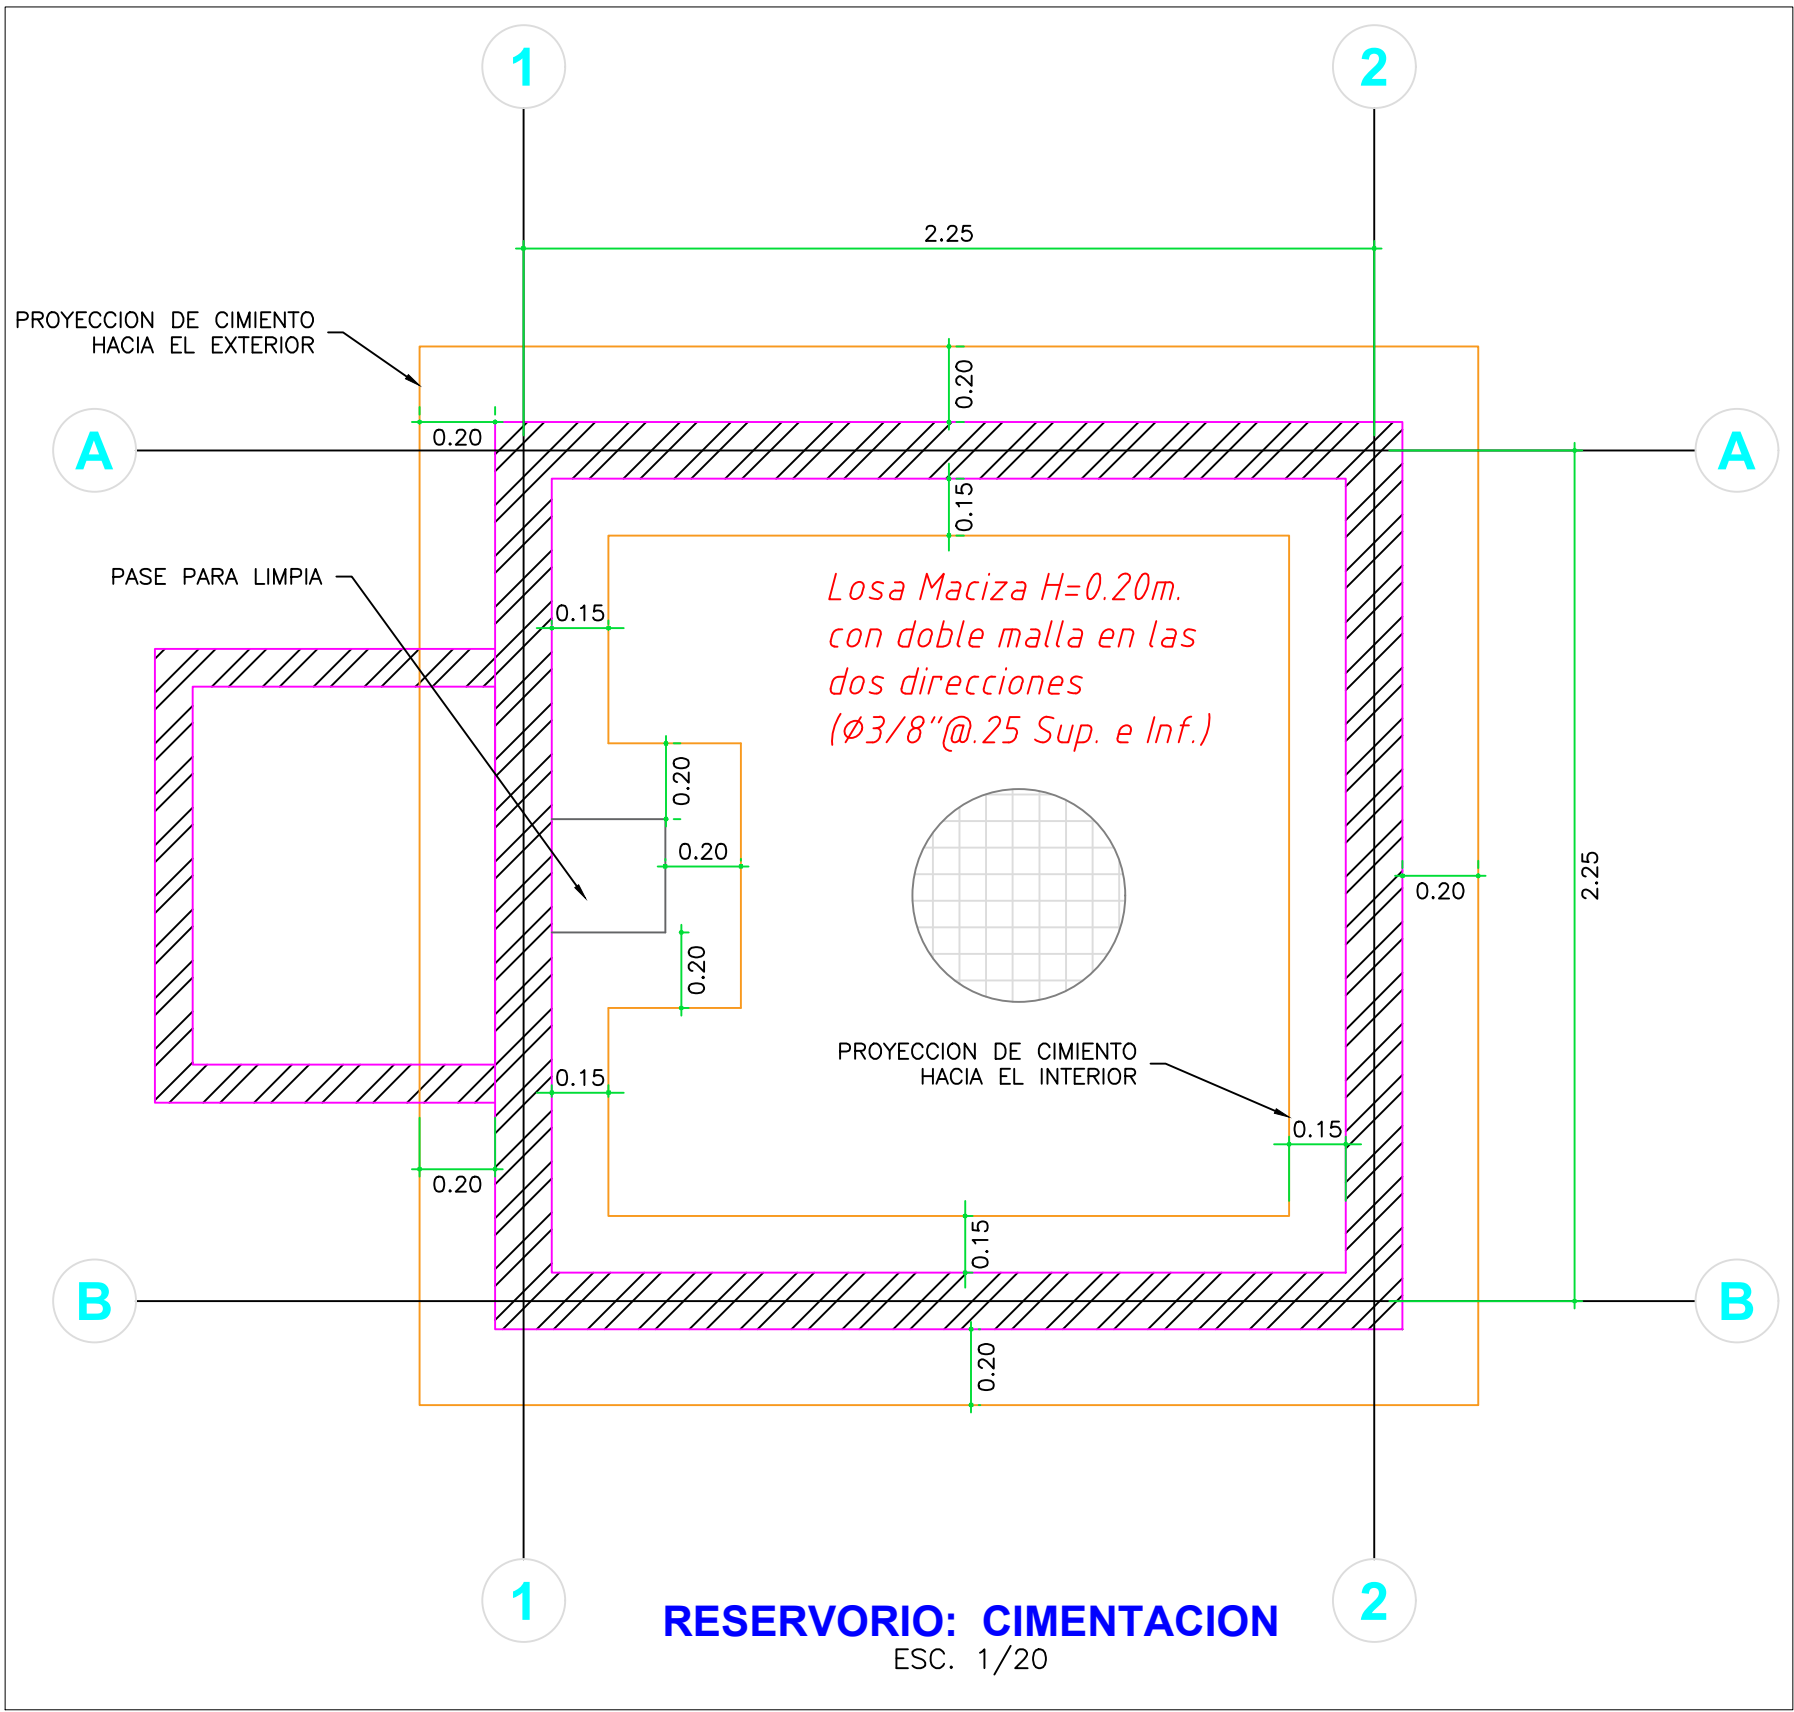 1
2
2.25
PROYECCION DE CIMIENTO
HACIA EL EXTERIOR
0.20
0.20
A
A
0.15
PASE PARA LIMPIA
0.15
Losa Maciza H=0.20m.
con doble malla en las
dos direcciones
(Ø3/8"@.25 Sup. e Inf.)
0.20
0.20
0.20
2.25
0.20
PROYECCION DE CIMIENTO
HACIA EL INTERIOR
0.15
0.15
0.20
0.15
B
B
0.20
1
2
RESERVORIO: CIMENTACION
ESC. 1/20